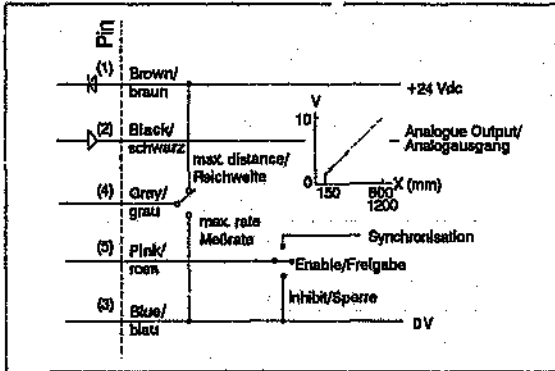 Pin
(1) Brown/
braun
+24 Vdc
(2) Black/
schwarz
V
10
0
150
800
1200
X (mm)
Analogue Output/
Analogausgang
max. distance/
Reichweite
(4) Gray/
grau
max. rate
Meßrate
Synchronisation
(5) Pink/
rosa
Enable/Freigabe
Inhibit/Sperre
(3) Blue/
blau
0V